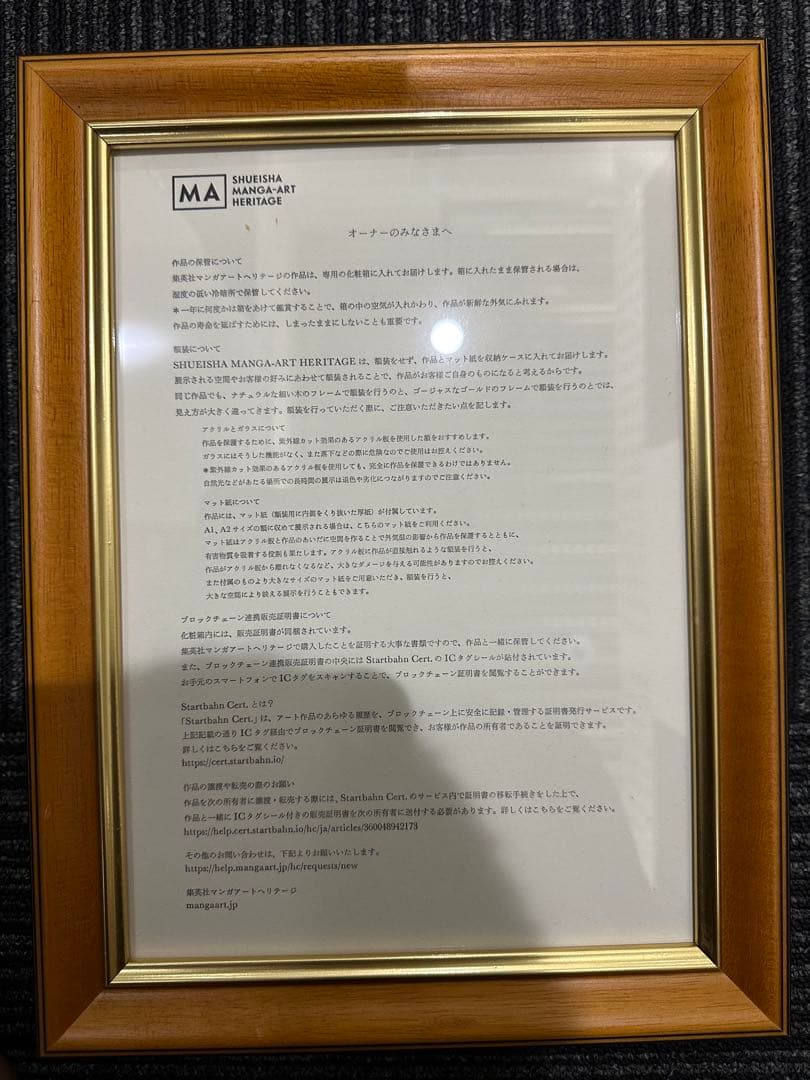 MA
SHUEISHA
MANGA-ART
HERITAGE
オーナーのみなさまへ
作品の保管について
集英社マンガアートヘリテージの作品は、専用の化粧箱に入れてお届けします。箱に入れたまま保管される場合は、
湿度の低い冷暗所で保管してください。
*一年に何度かは箱をあけて鑑賞することで、箱の中の空気が入れかわり、作品が新鮮な外気にふれます。
作品の寿命を延ばすためには、しまったままにしないことも重要です。
額装について
SHUEISHA MANGA-ART HERITAGE は、額装をせず、作品とマット紙を収納ケースに入れてお届けします。
展示される空間やお客様の好みにあわせて額装されることで、作品がお客様ご自身のものになると考えるからです。
同じ作品でも、ナチュラルな細い木のフレームで額装を行うのと、ゴージャスなゴールドのフレームで額装を行うのとでは、
見え方が大きく違ってきます。額装を行っていただく際に、ご注意いただきたい点を記します。
アクリルとガラスについて
作品を保護するために、紫外線カット効果のあるアクリル板を使用した額をおすすめします。
ガラスにはそうした機能がなく、また落下などの際に危険なのでご使用はお控えください。
*紫外線カット効果のあるアクリル板を使用しても、完全に作品を保護できるわけではありません。
自然光などがあたる場所での長時間の展示は退色や劣化につながりますのでご注意ください。
マット紙について
作品には、マット紙(額装用に内側をくり抜いた厚紙)が付属しています。
A1、A2サイズの額に収めて展示される場合は、こちらのマット紙をご利用ください。
マット紙はアクリル板と作品のあいだに空間を作ることで外気温の影響から作品を保護するとともに、
有害物質を吸着する役割も果たします。アクリル板に作品が直接触れるような額装を行うと、
作品がアクリル板から離れなくなるなど、大きなダメージを与える可能性がありますのでお控えください。
また付属のものより大きなサイズのマット紙をご用意いただき、額装を行うと、
大きな空間により映える展示を行うこともできます。
ブロックチェーン連携販売証明書について
化粧箱内には、販売証明書が同梱されています。
集英社マンガアートヘリテージで購入したことを証明する大事な書類ですので、作品と一緒に保管してください。
また、ブロックチェーン連携販売証明書の中央には Startbahn Cert. の IC タグシールが貼付されています。
お手元のスマートフォンで IC タグをスキャンすることで、ブロックチェーン証明書を閲覧することができます。
Startbahn Cert. とは?
「Startbahn Cert.」は、アート作品のあらゆる履歴を、ブロックチェーン上に安全に記録・管理する証明書発行サービスです。
上記記載の通り IC タグ経由でブロックチェーン証明書を閲覧でき、お客様が作品の所有者であることを証明できます。
詳しくはこちらをご覧ください。
https://cert.startbahn.io/
作品の譲渡や転売の際のお願い
作品を次の所有者に譲渡・転売する際には、Startbahn Cert. のサービス内で証明書の移転手続きをした上で、
作品と一緒に IC タグシール付きの販売証明書を次の所有者に送付する必要があります。詳しくはこちらをご覧ください。
https://help.cert.startbahn.io/hc/ja/articles/360048942173
その他のお問い合わせは、下記よりお願いいたします。
https://help.mangaart.jp/hc/requests/new
集英社マンガアートヘリテージ
mangaart.jp